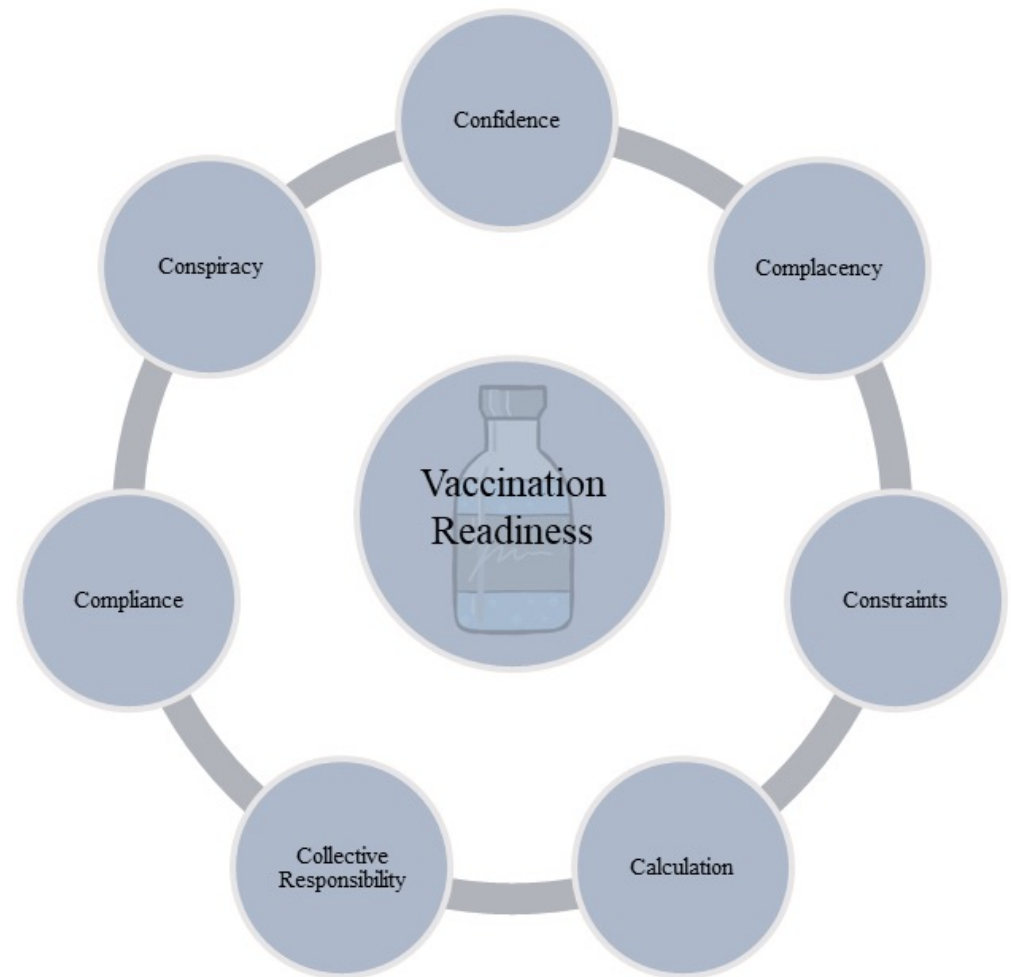 Confidence
Conspiracy
Complacency
Vaccination
Readiness
Compliance
Constraints
Collective
Responsibility
Calculation